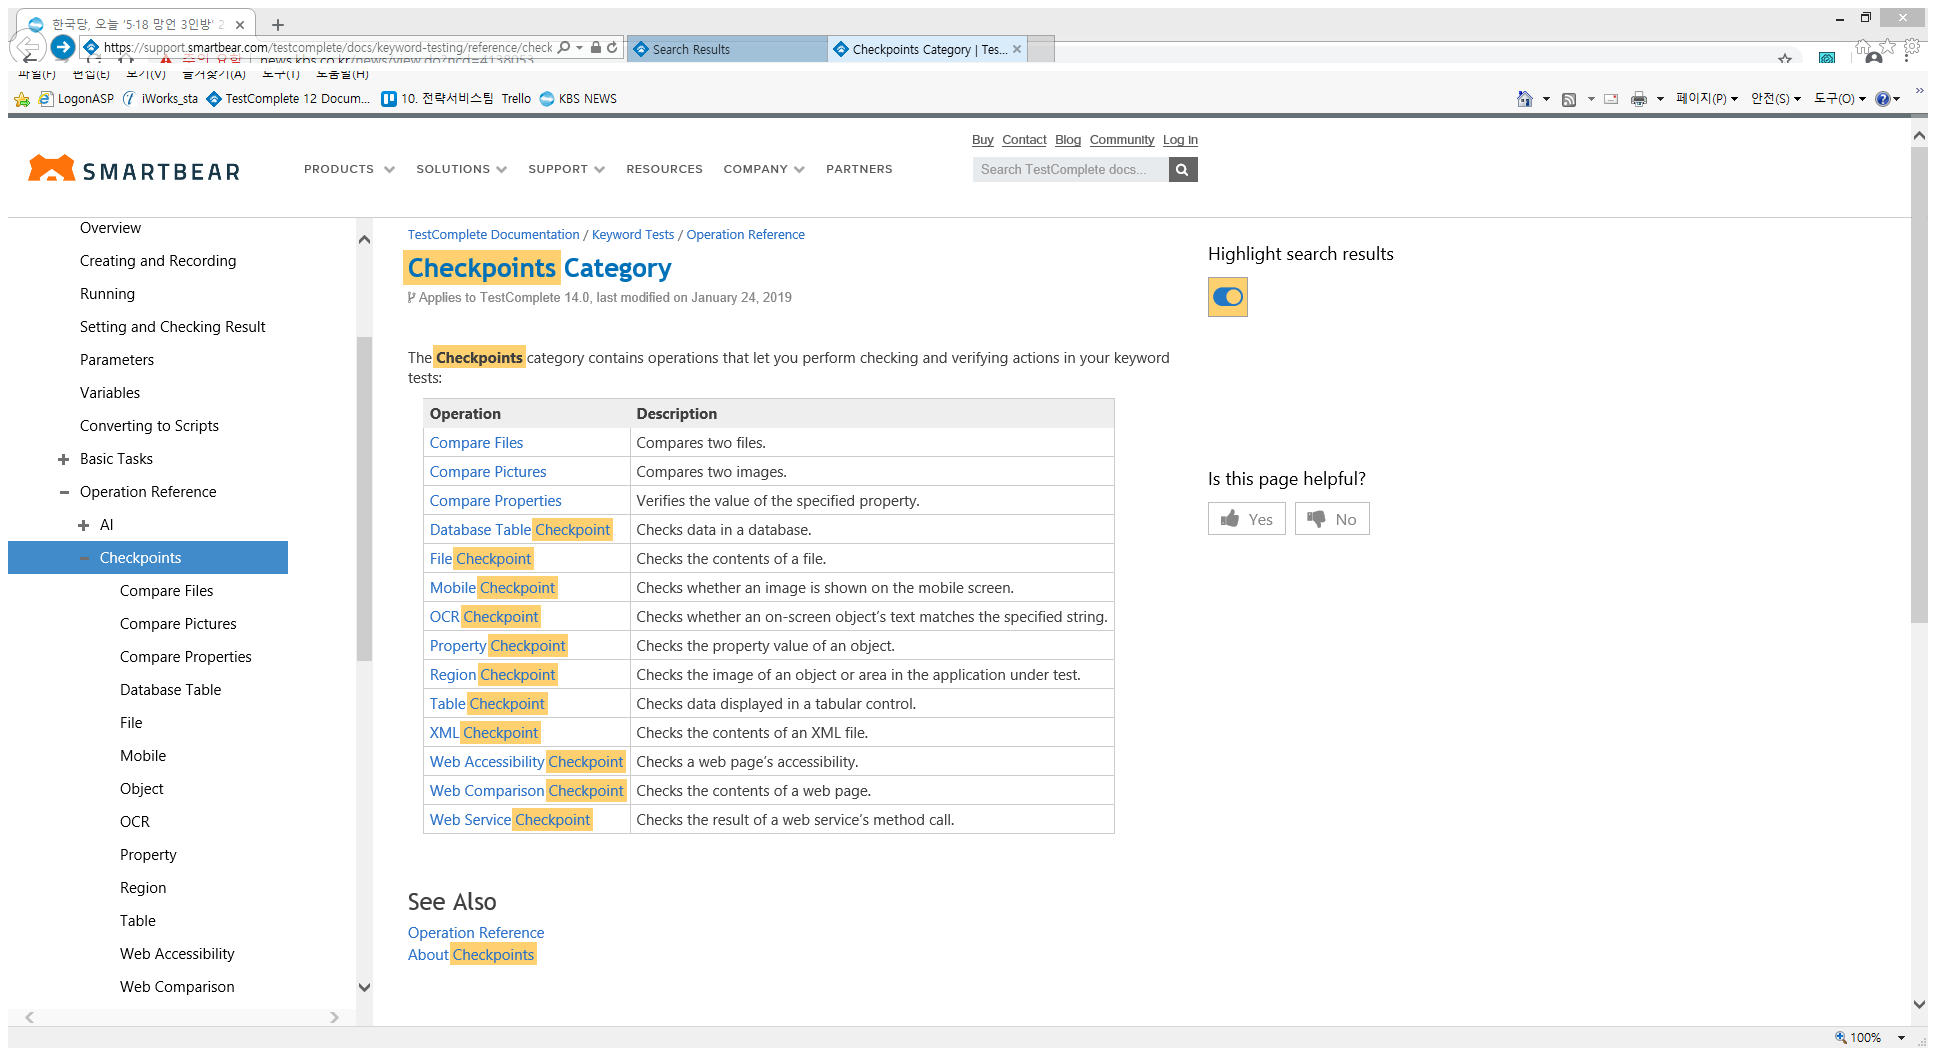 한국당, 오늘 '5·18 망언 3인방' 2
https://support.smartbear.com/testcomplete/docs/keyword-testing/reference/check
Search Results
Checkpoints Category | Tes...
news.kbs.co.kr/news/view.do?ncd=4138053
파일(F) 편집(E) 보기(V) 즐겨찾기(A) 도구(T) 도움말(H)
LogonASP iWorks_sta TestComplete 12 Docum... 10. 전략서비스팀 Trello KBS NEWS 페이지(P) 안전(S) 도구(O)
Buy Contact Blog Community Log in
SMARTBEAR PRODUCTS SOLUTIONS SUPPORT RESOURCES COMPANY PARTNERS
Search TestComplete docs...
Overview
Creating and Recording
Running
Setting and Checking Result
Parameters
Variables
Converting to Scripts
Basic Tasks
Operation Reference
AI
Checkpoints
Compare Files
Compare Pictures
Compare Properties
Database Table
File
Mobile
Object
OCR
Property
Region
Table
Web Accessibility
Web Comparison
TestComplete Documentation / Keyword Tests / Operation Reference
Checkpoints Category
Applies to TestComplete 14.0, last modified on January 24, 2019
The Checkpoints category contains operations that let you perform checking and verifying actions in your keyword
tests:
Operation Description
Compare Files Compares two files.
Compare Pictures Compares two images.
Compare Properties Verifies the value of the specified property.
Database Table Checkpoint Checks data in a database.
File Checkpoint Checks the contents of a file.
Mobile Checkpoint Checks whether an image is shown on the mobile screen.
OCR Checkpoint Checks whether an on-screen object's text matches the specified string.
Property Checkpoint Checks the property value of an object.
Region Checkpoint Checks the image of an object or area in the application under test.
Table Checkpoint Checks data displayed in a tabular control.
XML Checkpoint Checks the contents of an XML file.
Web Accessibility Checkpoint Checks a web page's accessibility.
Web Comparison Checkpoint Checks the contents of a web page.
Web Service Checkpoint Checks the result of a web service's method call.
See Also
Operation Reference
About Checkpoints
Highlight search results
Is this page helpful?
Yes No
100%